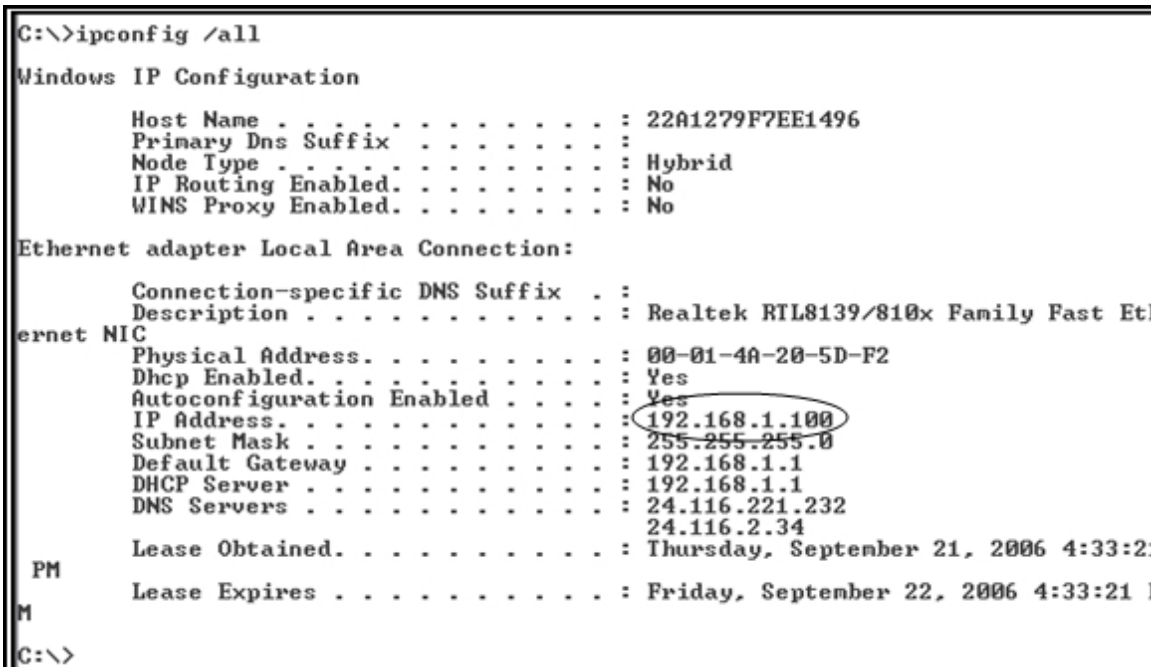 C:\>ipconfig /all
Windows IP Configuration
Host Name . . . . . . . . . . . . : 22A1279F7EE1496
Primary Dns Suffix . . . . . . . :
Node Type . . . . . . . . . . . . : Hybrid
IP Routing Enabled. . . . . . . . : No
WINS Proxy Enabled. . . . . . . . : No
Ethernet adapter Local Area Connection:
Connection-specific DNS Suffix . :
Description . . . . . . . . . . . : Realtek RTL8139/810x Family Fast Et
ernet NIC
Physical Address. . . . . . . . . : 00-01-4A-20-5D-F2
Dhcp Enabled. . . . . . . . . . . : Yes
Autoconfiguration Enabled . . . . : Yes
IP Address. . . . . . . . . . . . : 192.168.1.100
Subnet Mask . . . . . . . . . . . : 255.255.255.0
Default Gateway . . . . . . . . . : 192.168.1.1
DHCP Server . . . . . . . . . . . : 192.168.1.1
DNS Servers . . . . . . . . . . . : 24.116.221.232
24.116.2.34
Lease Obtained. . . . . . . . . . : Thursday, September 21, 2006 4:33:21
PM
Lease Expires . . . . . . . . . . : Friday, September 22, 2006 4:33:21
M
C:\>